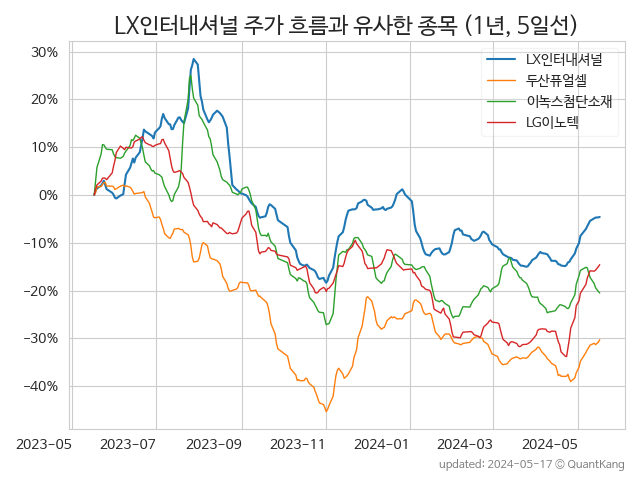 LX인터내셔널 주가 흐름과 유사한 종목 (1년, 5일선)
LX인터내셔널
두산퓨얼셀
이녹스첨단소재
LG이노텍
30%
20%
10%
0%
−10%
−20%
−30%
−40%
2023-05
2023-07
2023-09
2023-11
2024-01
2024-03
2024-05
updated: 2024-05-17 © QuantKang